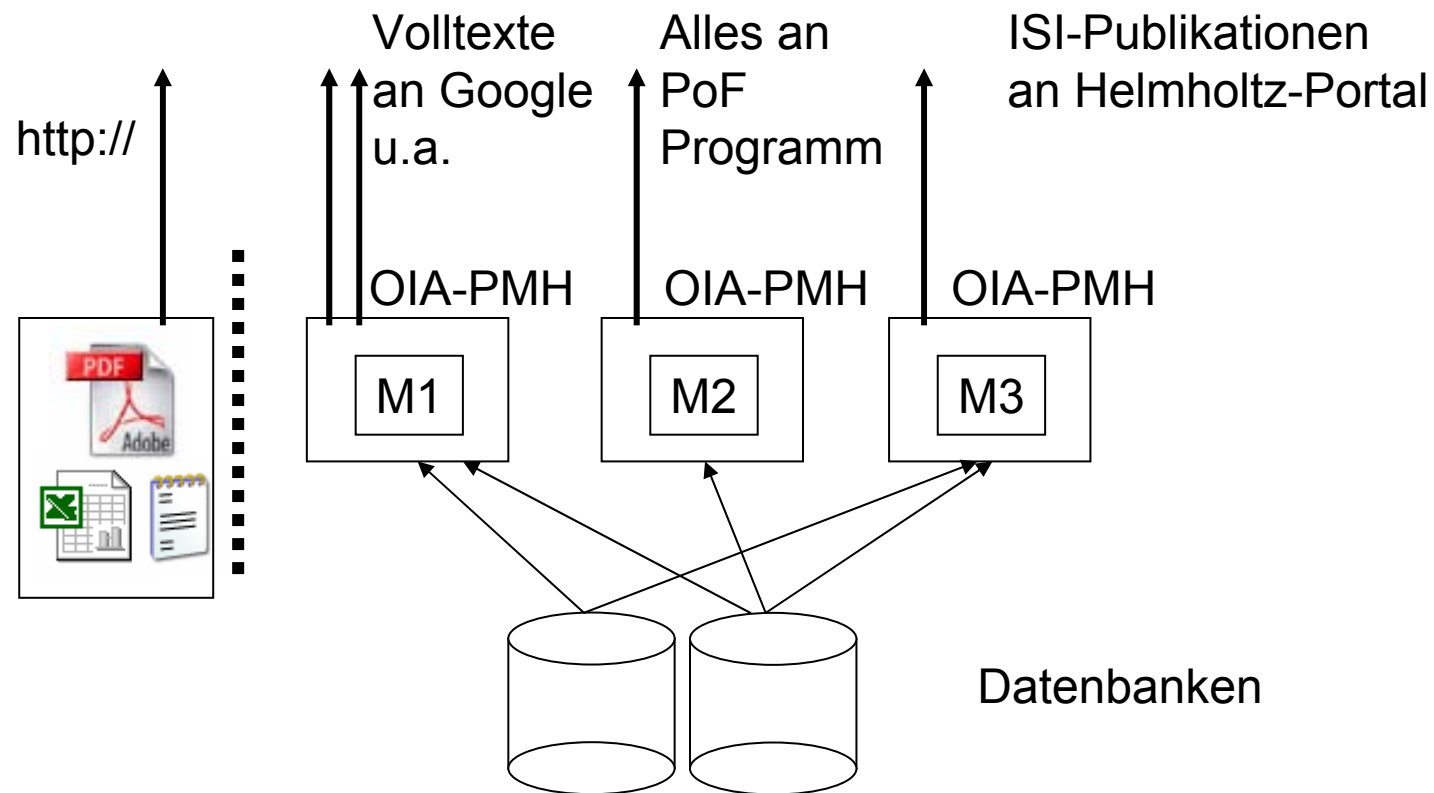 Volltexte
an Google
u.a.
Alles an
PoF
Programm
ISI-Publikationen
an Helmholtz-Portal
http://
OIA-PMH
OIA-PMH
OIA-PMH
PDF
Adobe
M1
M2
M3
Datenbanken